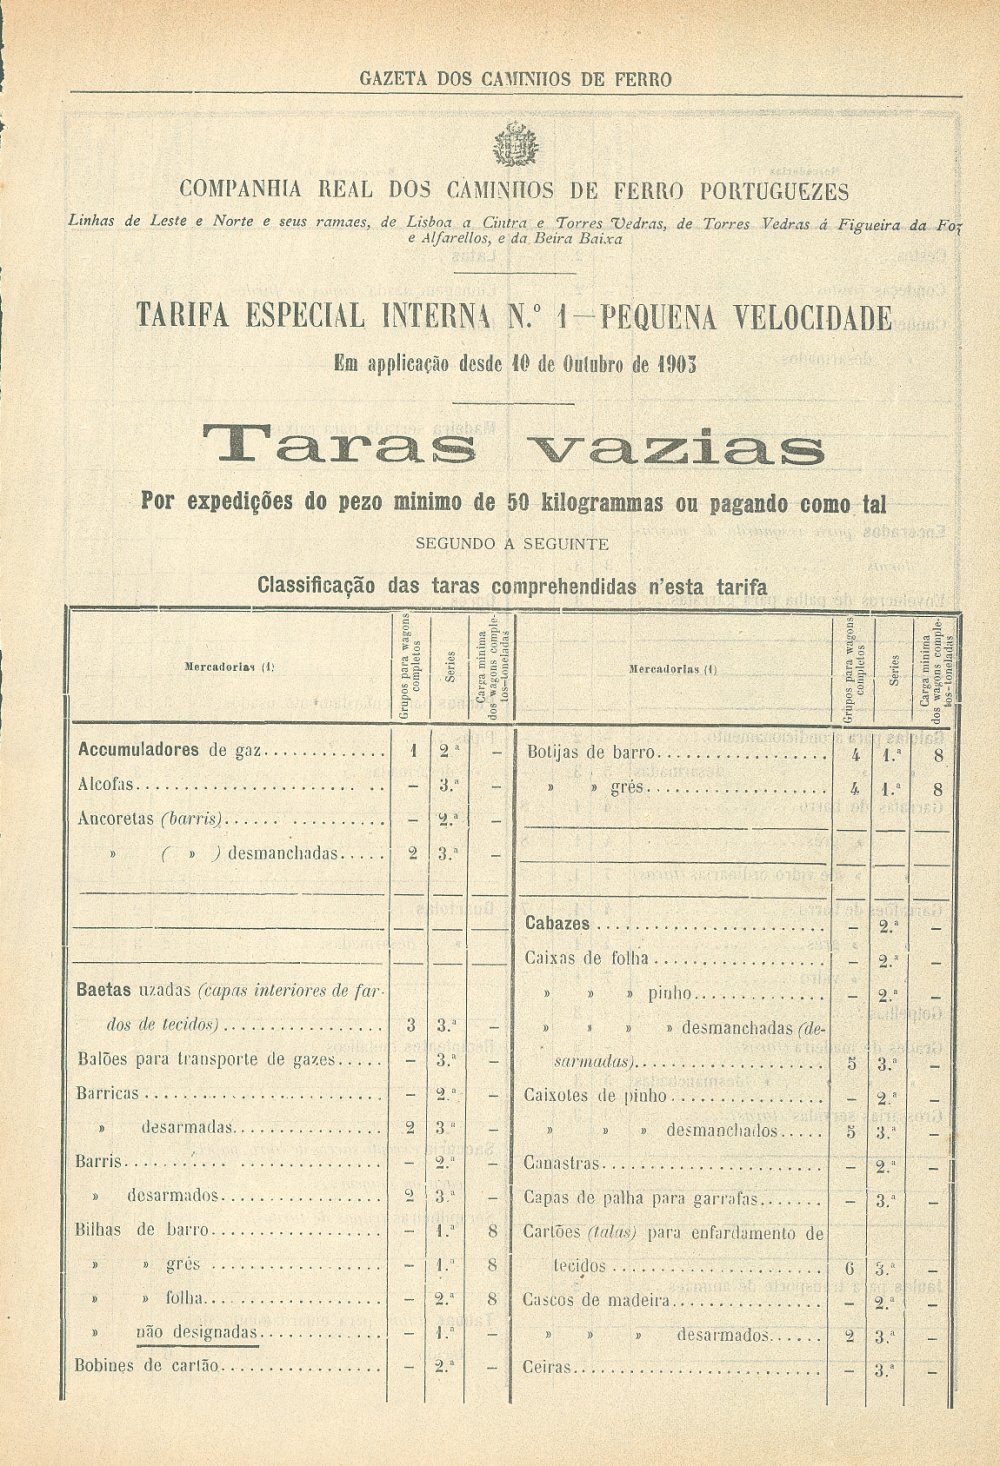 GAZETA DOS CAMINHOS DE FERRO
COMPANHIA REAL DOS CAMINHOS DE FERRO PORTUGUEZES
Linhas de Leste e Norte e seus ramaes, de Lisboa a Cintra e Torres Vedras, de Torres Vedras á Figueira da Foz
e Alfarellos, e da Beira Baixa
TARIFA ESPECIAL INTERNA N.º 1—PEQUENA VELOCIDADE
Em applicação desde 10 de Outubro de 1903
Taras vazias
Por expedições do pezo minimo de 50 kilogrammas ou pagando como tal
SEGUNDO A SEGUINTE
Classificação das taras comprehendidas n'esta tarifa
Mercadorias (1)
Grupos para wagons completos
Series
Carga minima dos wagons comple-tos-toneladas
Accumuladores de gaz............. 1 2.ª —
Alcofas...................... .. — 3.ª —
Ancoretas (barris)...... .......... — 2.ª —
» ( » ) desmanchadas..... 2 3.ª —
Baetas uzadas (capas interiores de far-
dos de tecidos)................. 3 3.ª —
Balões para transporte de gazes..... — 3.ª —
Barricas......................... — 2.ª —
» desarmadas................ 2 3.ª —
Barris........... ................ — 2.ª —
» desarmados................. 2 3.ª —
Bilhas de barro.................. — 1.ª 8
» » grés .................. — 1.ª 8
» » folha................... — 2.ª 8
» não designadas............. — 1.ª —
Bobines de cartão................. — 2.ª —
Mercadorias (1)
Grupos para wagons completos
Series
Carga minima dos wagons comple-tos-toneladas
Botijas de barro.................. 4 1.ª 8
» » grés.................... 4 1.ª 8
Cabazes ........................ — 2.ª —
Caixas de folha .................. — 2.ª —
» » » pinho.............. — 2.ª —
» » » » desmanchadas (de-
sarmadas)..................... 5 3.ª —
Caixotes de pinho................ — 2.ª —
» » » desmanchados..... 5 3.ª —
Canastras........................ — 2.ª —
Capas de palha para garrafas....... — 3.ª —
Cartões (talas) para enfardamento de
tecidos ....................... 6 3.ª —
Cascos de madeira................ — 2.ª —
» » » desarmados...... 2 3.ª —
Ceiras........................... — 3.ª —